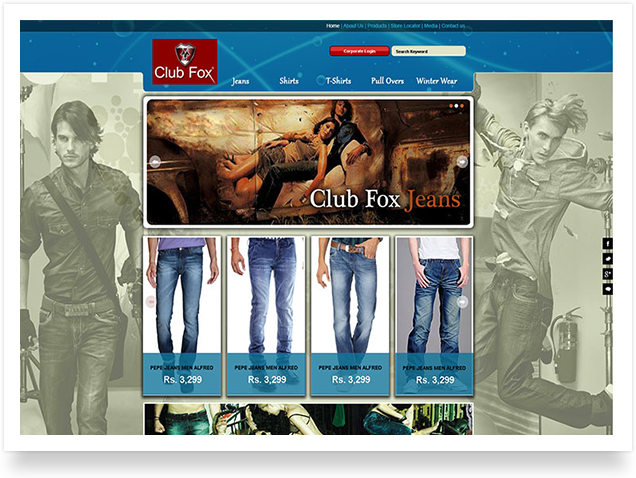 Home | About Us | Products | Store Locator | Media | Contact us
Corporate Login
Search Keyword
Club Fox
Jeans
Shirts
T-Shirts
Pull Overs
Winter Wear
Club Fox Jeans
PEPE JEANS MEN ALFRED
Rs. 3,299
PEPE JEANS MEN ALFRED
Rs. 3,299
PEPE JEANS MEN ALFRED
Rs. 3,299
PEPE JEANS MEN ALFRED
Rs. 3,299